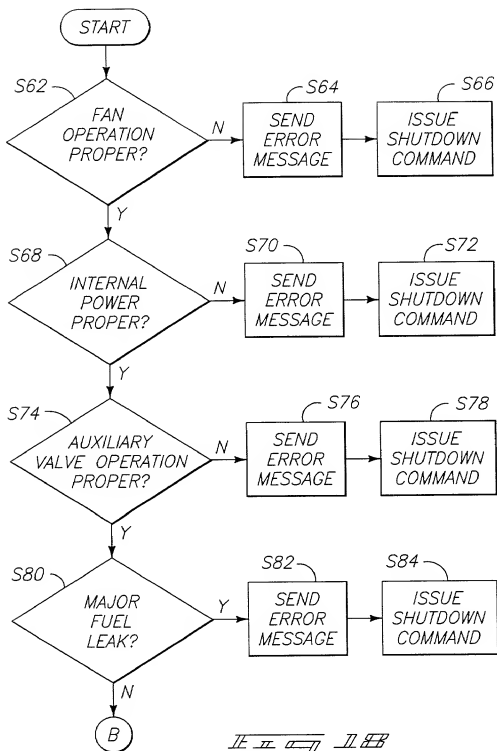 START
S62
FAN
OPERATION
PROPER?
N
S64
SEND
ERROR
MESSAGE
S66
ISSUE
SHUTDOWN
COMMAND
Y
S68
INTERNAL
POWER
PROPER?
N
S70
SEND
ERROR
MESSAGE
S72
ISSUE
SHUTDOWN
COMMAND
Y
S74
AUXILIARY
VALVE OPERATION
PROPER?
N
S76
SEND
ERROR
MESSAGE
S78
ISSUE
SHUTDOWN
COMMAND
Y
S80
MAJOR
FUEL
LEAK?
Y
S82
SEND
ERROR
MESSAGE
S84
ISSUE
SHUTDOWN
COMMAND
N
B
Fig 18